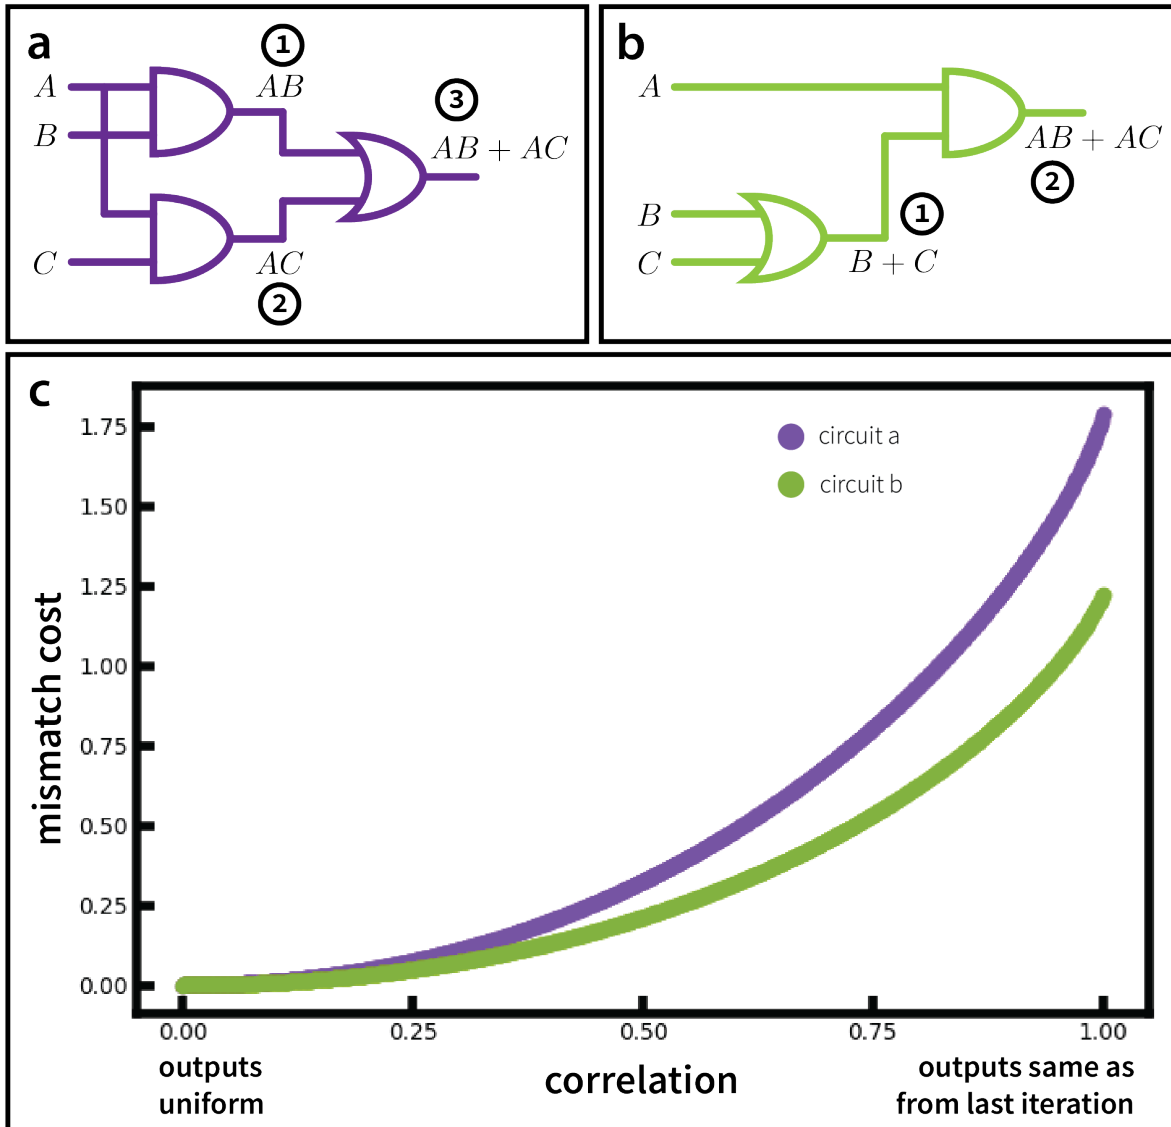 a
1
A
AB
3
B
AB + AC
C
AC
2
b
A
AB + AC
2
B
1
C
B + C
c
1.75
circuit a
circuit b
1.50
1.25
1.00
0.75
0.50
0.25
0.00
mismatch cost
0.00 0.25 0.50 0.75 1.00
outputs
uniform
correlation
outputs same as
from last iteration